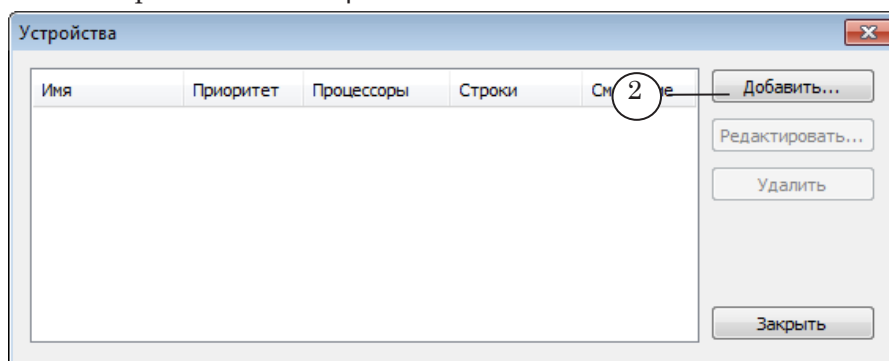 Устройства
Имя Приоритет Процессоры Строки
2
Добавить...
Редактировать...
Удалить
Закрыть